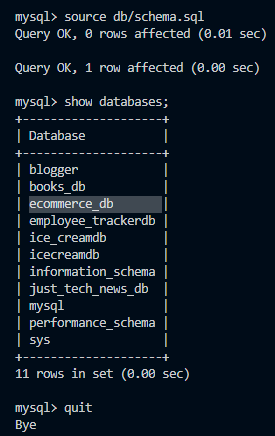 mysql> source db/schema.sql
Query OK, 0 rows affected (0.01 sec)
Query OK, 1 row affected (0.00 sec)
mysql> show databases;
+--------------------+
| Database           |
+--------------------+
| blogger            |
| books_db           |
| ecommerce_db       |
| employee_trackerdb |
| ice_creamdb        |
| icecreamdb         |
| information_schema |
| just_tech_news_db  |
| mysql              |
| performance_schema |
| sys                |
+--------------------+
11 rows in set (0.00 sec)
mysql> quit
Bye